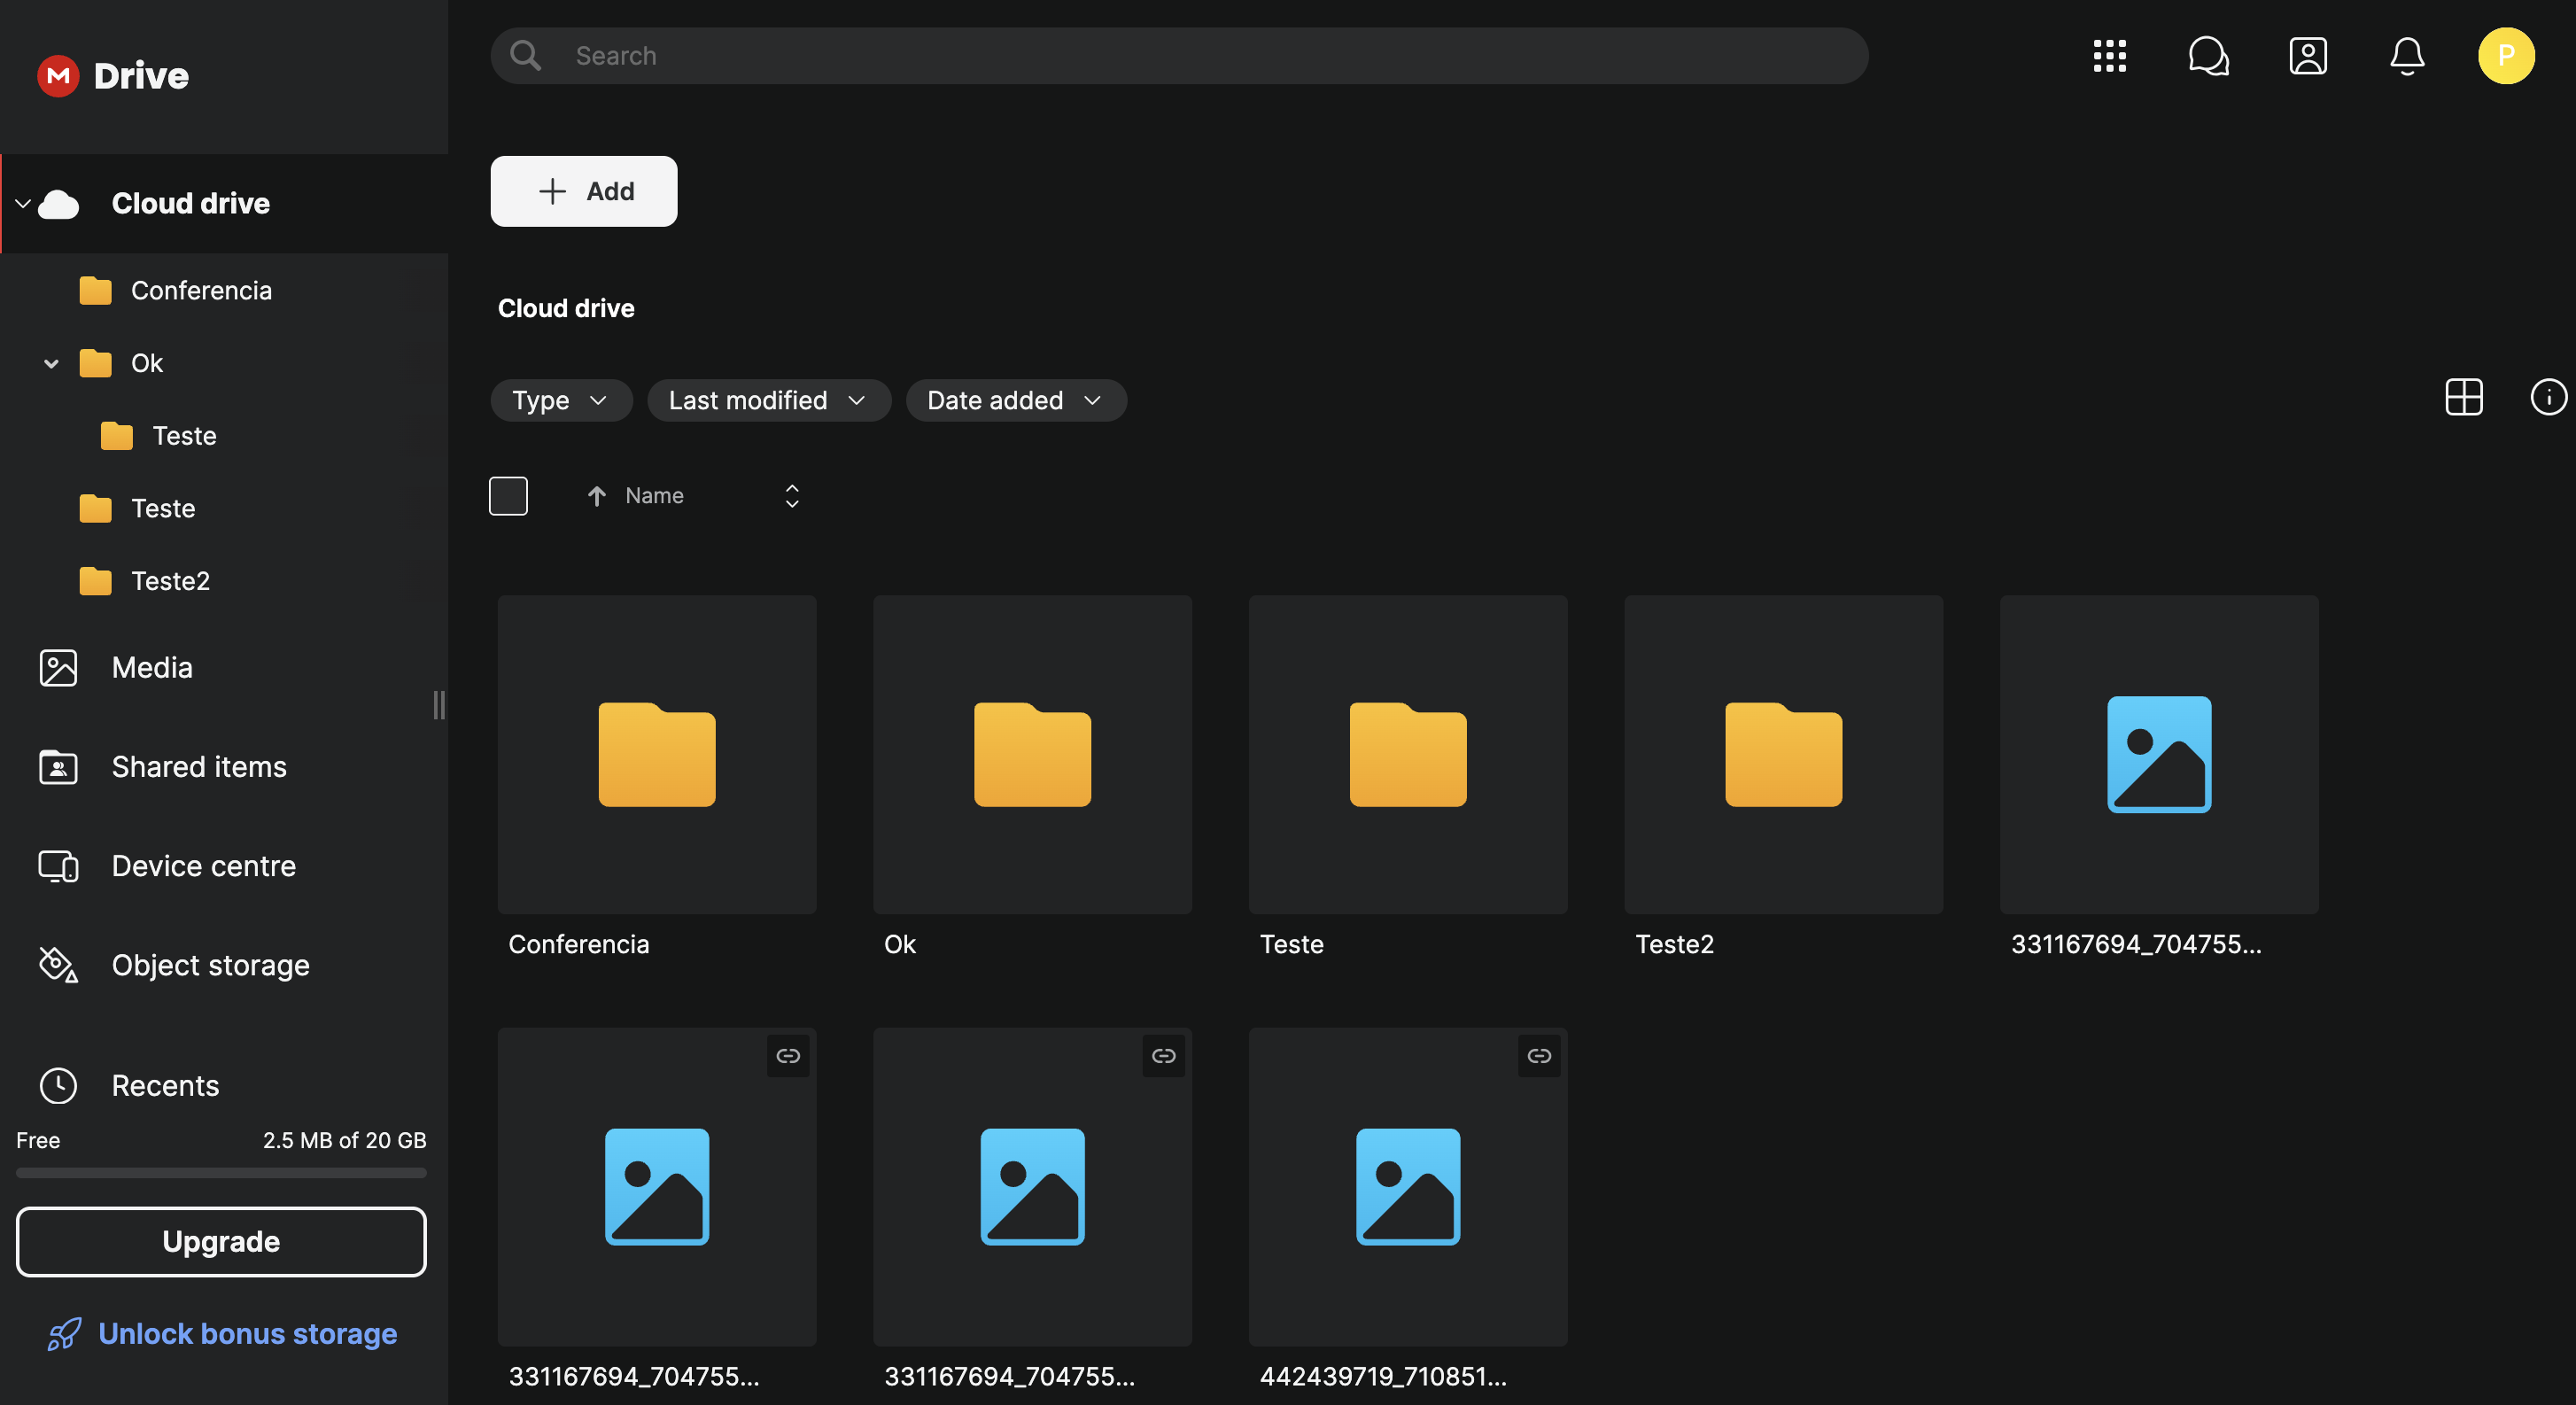 M Drive
Search
P
Cloud drive
Conferencia
Ok
Teste
Teste
Teste2
Media
Shared items
Device centre
Object storage
Recents
Free 2.5 MB of 20 GB
Upgrade
Unlock bonus storage
Add
Cloud drive
Type Last modified Date added
Name
Conferencia Ok Teste Teste2 331167694_704755...
331167694_704755... 331167694_704755... 442439719_710851...